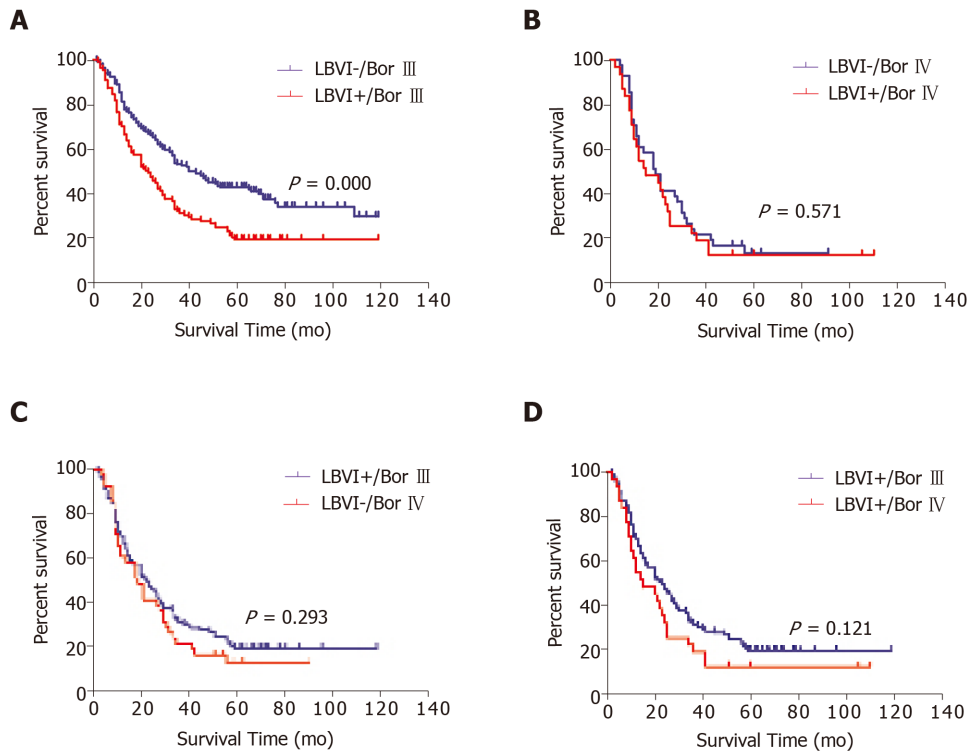 A
100
80
60
40
20
0
Percent survival
LBVI-/Bor Ⅲ
LBVI+/Bor Ⅲ
P = 0.000
0 20 40 60 80 100 120 140
Survival Time (mo)
B
100
80
60
40
20
0
Percent survival
LBVI-/Bor Ⅳ
LBVI+/Bor Ⅳ
P = 0.571
0 20 40 60 80 100 120 140
Survival Time (mo)
C
100
80
60
40
20
0
Percent survival
LBVI+/Bor Ⅲ
LBVI-/Bor Ⅳ
P = 0.293
0 20 40 60 80 100 120 140
Survival Time (mo)
D
100
80
60
40
20
0
Percent survival
LBVI+/Bor Ⅲ
LBVI+/Bor Ⅳ
P = 0.121
0 20 40 60 80 100 120 140
Survival Time (mo)